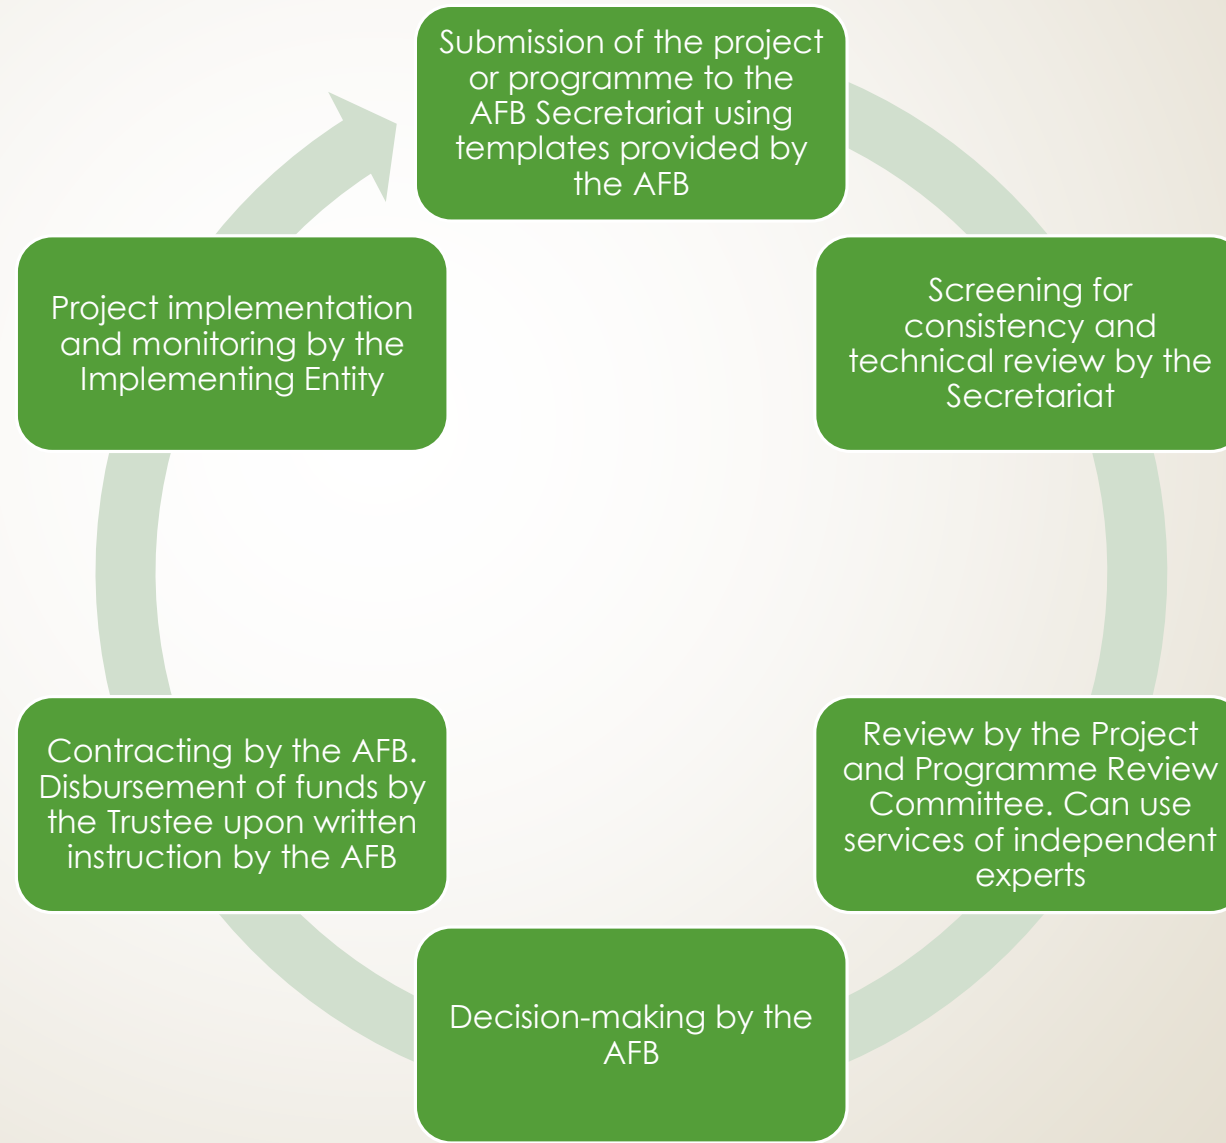 Submission of the project
or programme to the
AFB Secretariat using
templates provided by
the AFB
Screening for
consistency and
technical review by the
Secretariat
Review by the Project
and Programme Review
Committee. Can use
services of independent
experts
Decision-making by the
AFB
Contracting by the AFB.
Disbursement of funds by
the Trustee upon written
instruction by the AFB
Project implementation
and monitoring by the
Implementing Entity